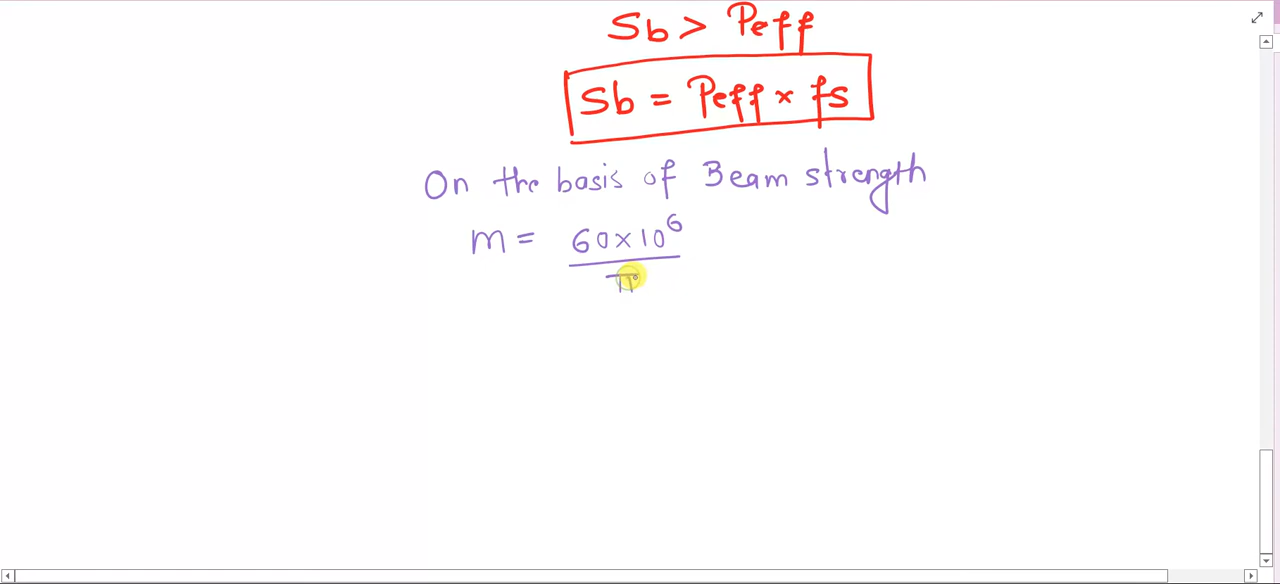 Sb > Peff
Sb = Peff × fs
On the basis of Beam strength
m = 60×10⁶
π